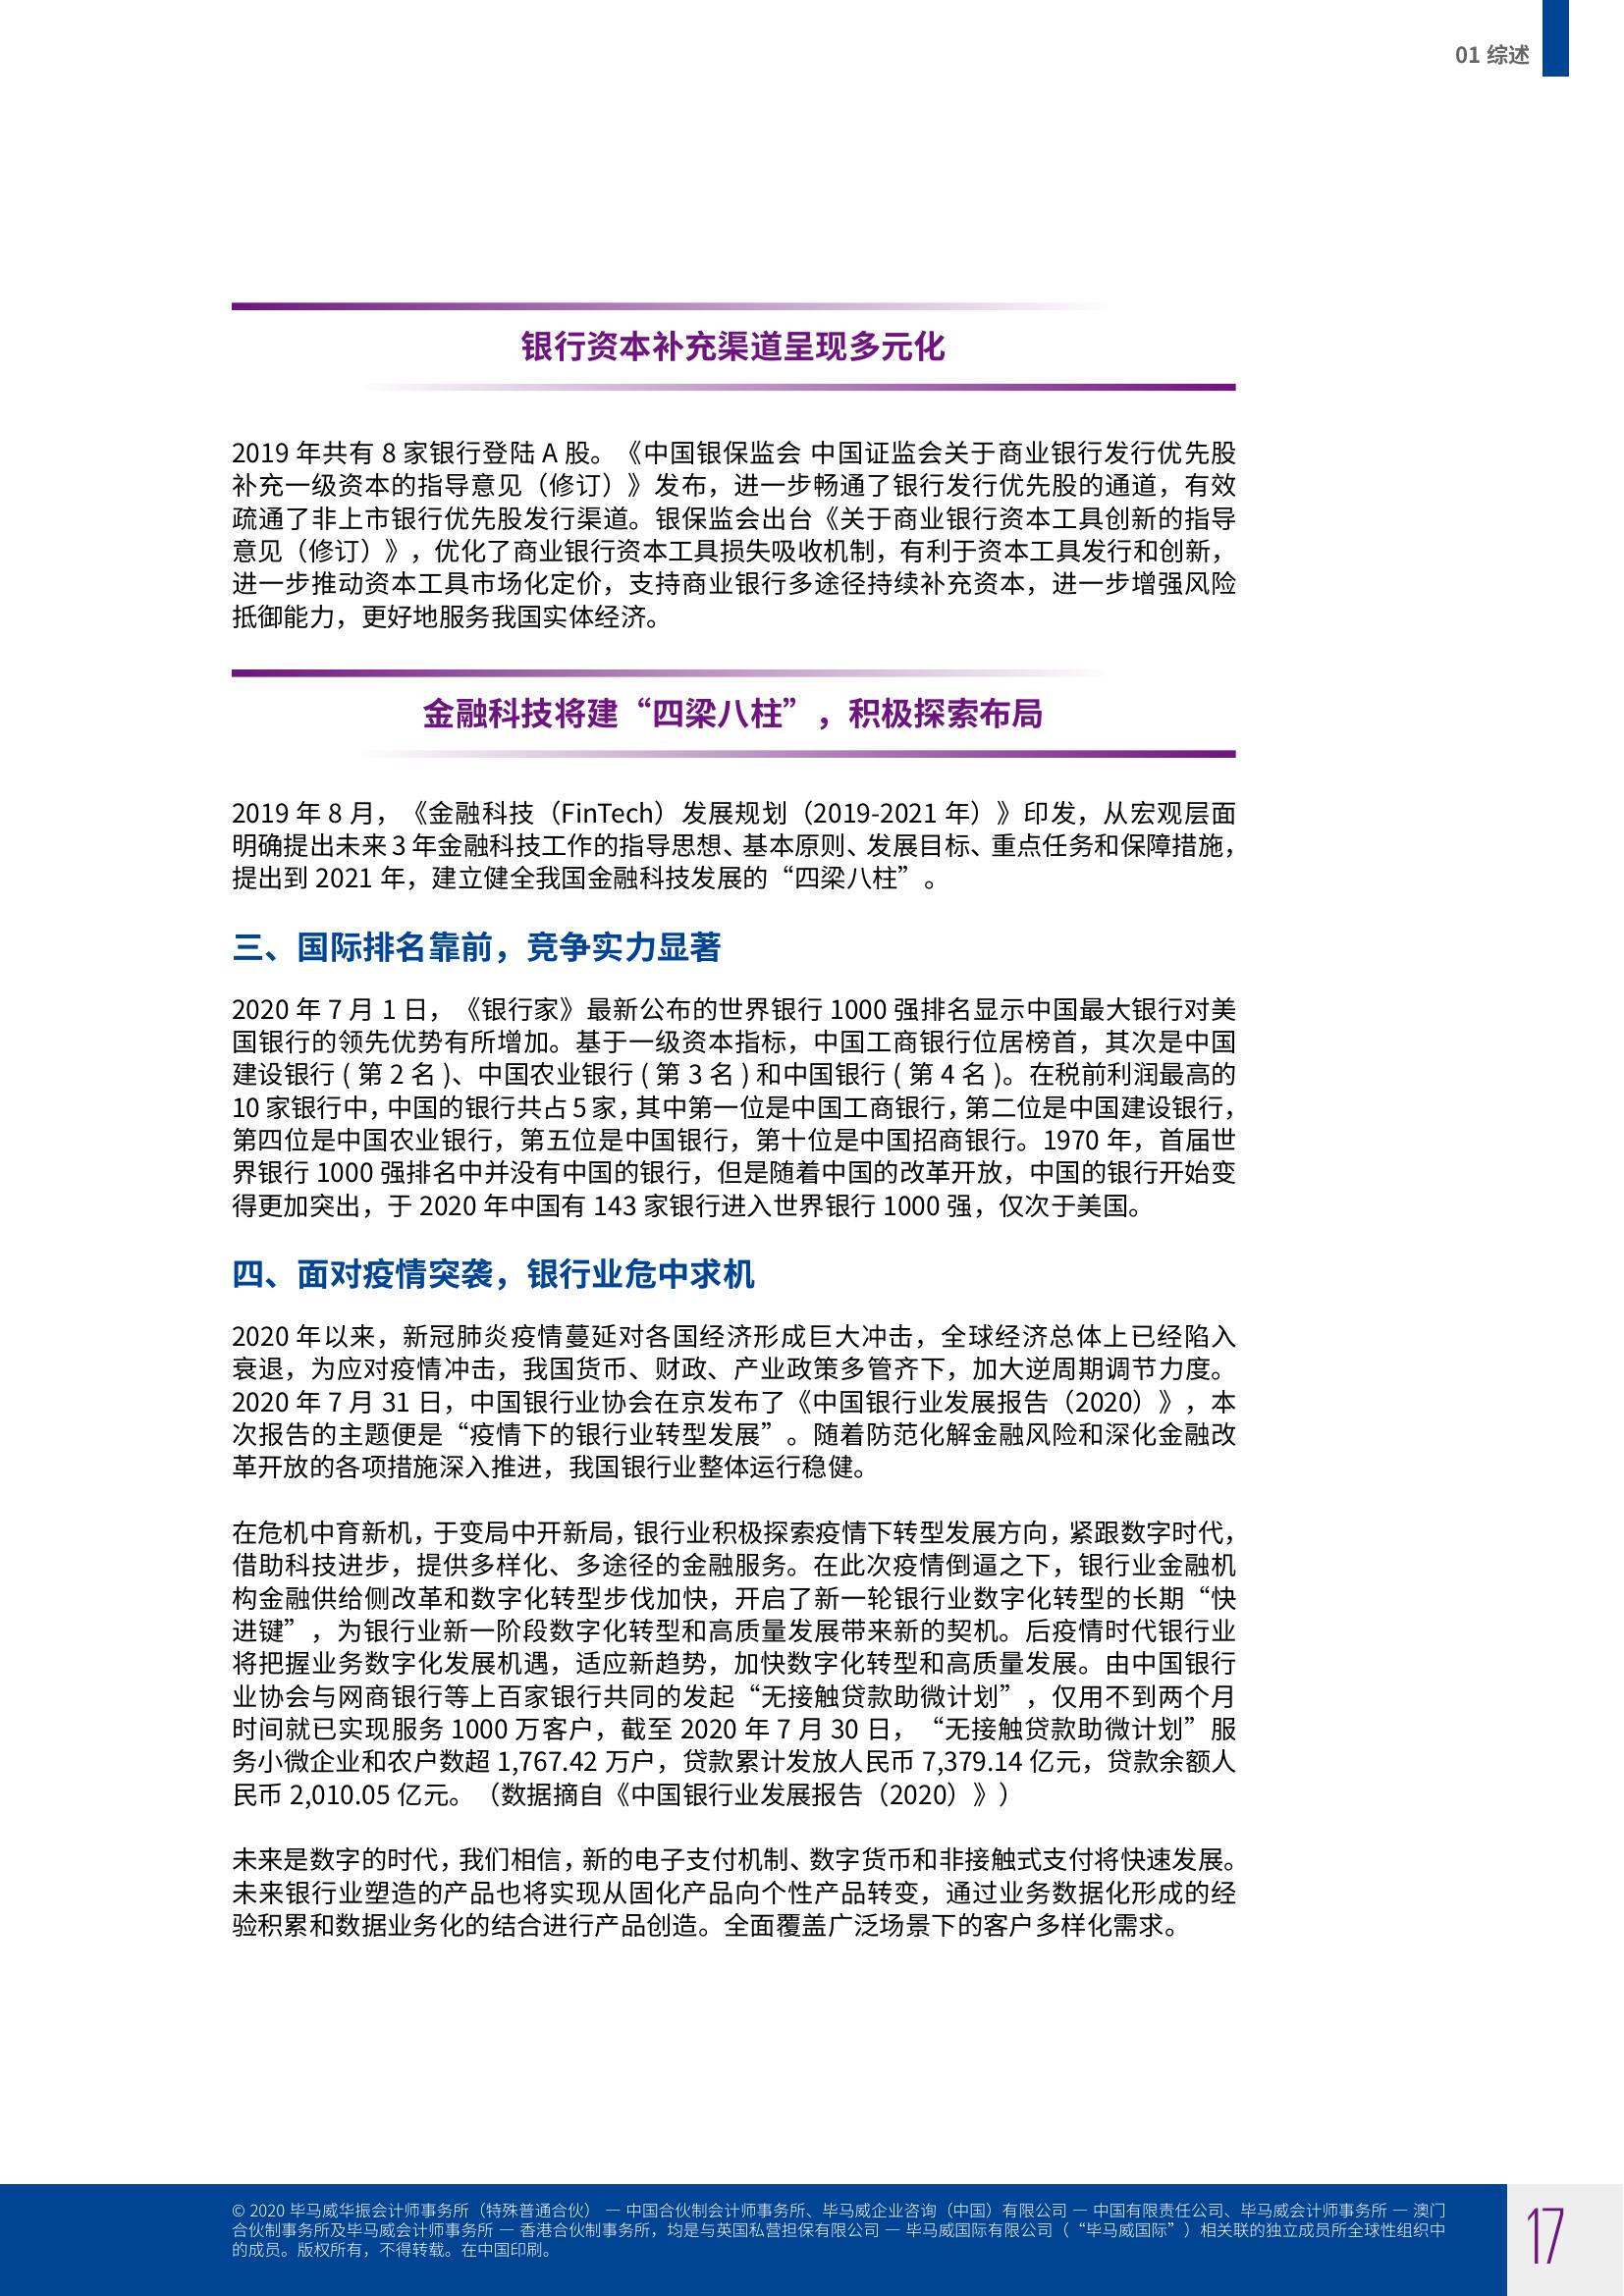 01 综述
银行资本补充渠道呈现多元化
2019 年共有 8 家银行登陆 A 股。《中国银保监会 中国证监会关于商业银行发行优先股
补充一级资本的指导意见（修订）》发布，进一步畅通了银行发行优先股的通道，有效
疏通了非上市银行优先股发行渠道。银保监会出台《关于商业银行资本工具创新的指导
意见（修订）》，优化了商业银行资本工具损失吸收机制，有利于资本工具发行和创新，
进一步推动资本工具市场化定价，支持商业银行多途径持续补充资本，进一步增强风险
抵御能力，更好地服务我国实体经济。
金融科技将建“四梁八柱”，积极探索布局
2019 年 8 月，《金融科技（FinTech）发展规划（2019-2021 年）》印发，从宏观层面
明确提出未来 3 年金融科技工作的指导思想、基本原则、发展目标、重点任务和保障措施，
提出到 2021 年，建立健全我国金融科技发展的“四梁八柱”。
三、国际排名靠前，竞争实力显著
2020 年 7 月 1 日，《银行家》最新公布的世界银行 1000 强排名显示中国最大银行对美
国银行的领先优势有所增加。基于一级资本指标，中国工商银行位居榜首，其次是中国
建设银行 ( 第 2 名 )、中国农业银行 ( 第 3 名 ) 和中国银行 ( 第 4 名 )。在税前利润最高的
10 家银行中，中国的银行共占 5 家，其中第一位是中国工商银行，第二位是中国建设银行，
第四位是中国农业银行，第五位是中国银行，第十位是中国招商银行。1970 年，首届世
界银行 1000 强排名中并没有中国的银行，但是随着中国的改革开放，中国的银行开始变
得更加突出，于 2020 年中国有 143 家银行进入世界银行 1000 强，仅次于美国。
四、面对疫情突袭，银行业危中求机
2020 年以来，新冠肺炎疫情蔓延对各国经济形成巨大冲击，全球经济总体上已经陷入
衰退，为应对疫情冲击，我国货币、财政、产业政策多管齐下，加大逆周期调节力度。
2020 年 7 月 31 日，中国银行业协会在京发布了《中国银行业发展报告（2020）》，本
次报告的主题便是“疫情下的银行业转型发展”。随着防范化解金融风险和深化金融改
革开放的各项措施深入推进，我国银行业整体运行稳健。
在危机中育新机，于变局中开新局，银行业积极探索疫情下转型发展方向，紧跟数字时代，
借助科技进步，提供多样化、多途径的金融服务。在此次疫情倒逼之下，银行业金融机
构金融供给侧改革和数字化转型步伐加快，开启了新一轮银行业数字化转型的长期“快
进键”，为银行业新一阶段数字化转型和高质量发展带来新的契机。后疫情时代银行业
将把握业务数字化发展机遇，适应新趋势，加快数字化转型和高质量发展。由中国银行
业协会与网商银行等上百家银行共同的发起“无接触贷款助微计划”，仅用不到两个月
时间就已实现服务 1000 万客户，截至 2020 年 7 月 30 日，“无接触贷款助微计划”服
务小微企业和农户数超 1,767.42 万户，贷款累计发放人民币 7,379.14 亿元，贷款余额人
民币 2,010.05 亿元。（数据摘自《中国银行业发展报告（2020）》）
未来是数字的时代，我们相信，新的电子支付机制、数字货币和非接触式支付将快速发展。
未来银行业塑造的产品也将实现从固化产品向个性产品转变，通过业务数据化形成的经
验积累和数据业务化的结合进行产品创造。全面覆盖广泛场景下的客户多样化需求。
© 2020 毕马威华振会计师事务所（特殊普通合伙） — 中国合伙制会计师事务所、毕马威企业咨询（中国）有限公司 — 中国有限责任公司、毕马威会计师事务所 — 澳门
合伙制事务所及毕马威会计师事务所 — 香港合伙制事务所，均是与英国私营担保有限公司 — 毕马威国际有限公司（“毕马威国际”）相关联的独立成员所全球性组织中
的成员。版权所有，不得转载。在中国印刷。
17